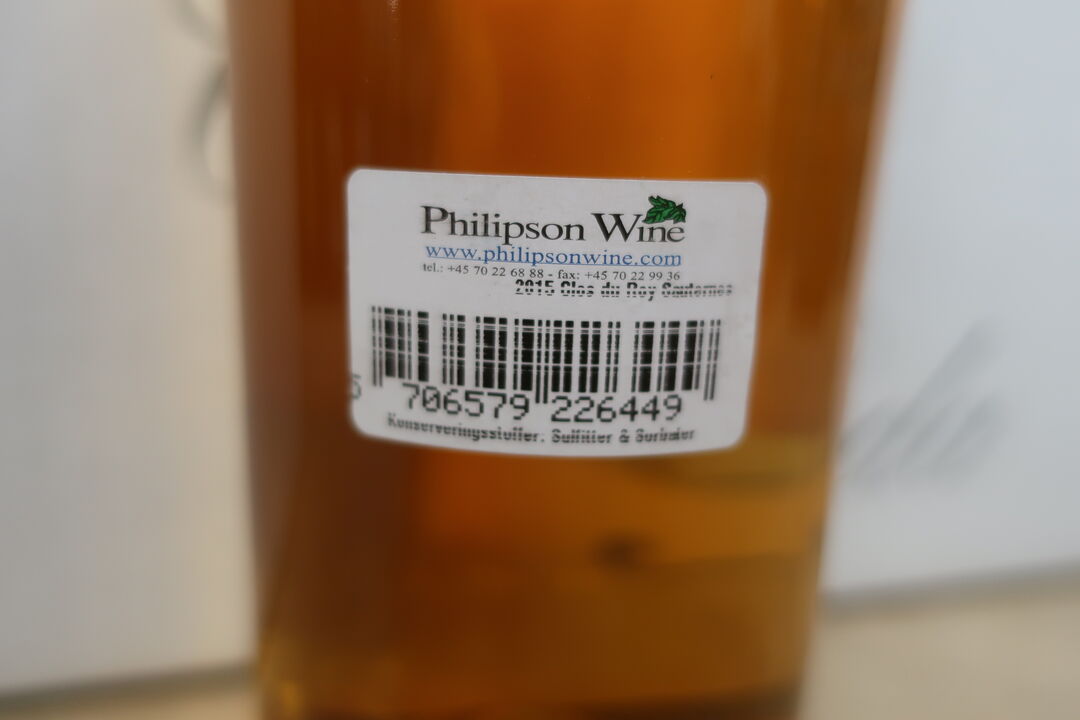 Philipson Wine
www.philipsonwine.com
tel.: +45 70 22 68 88 - fax: +45 70 22 99 36
2015 Clos du Roy Sauternes
5 706579 226449
Konserveringsstoffer. Sulfitter & Sorbater